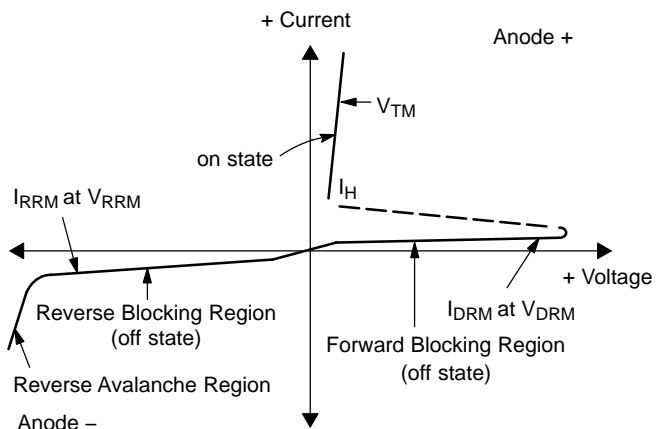 + Current
Anode +
VTM
on state
IH
IRRM at VRRM
+ Voltage
IDRM at VDRM
Reverse Blocking Region
(off state)
Forward Blocking Region
(off state)
Reverse Avalanche Region
Anode –